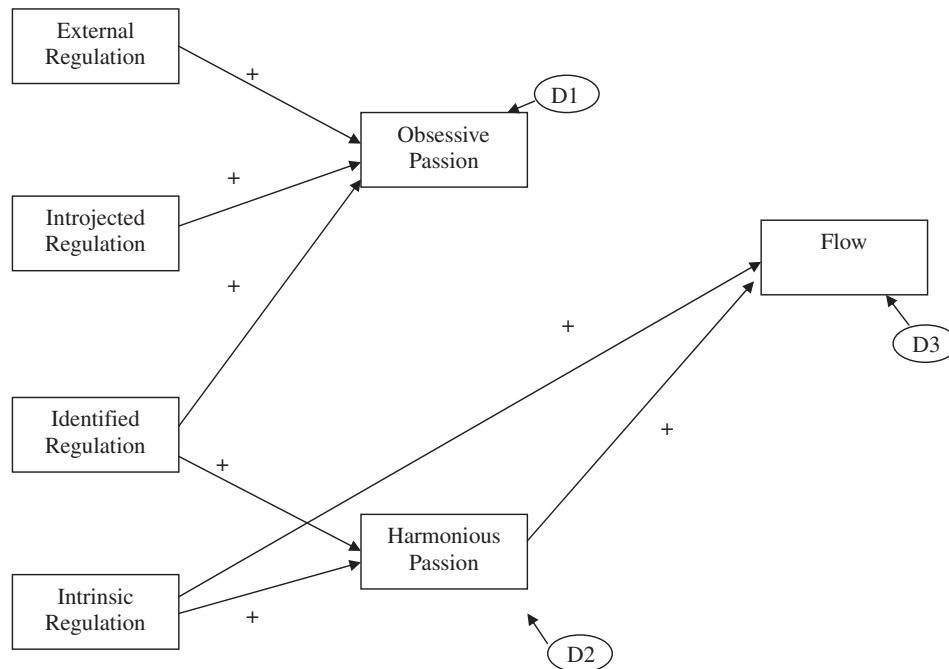 External
Regulation
+
D1
Obsessive
Passion
+
Introjected
Regulation
Flow
+
+
D3
Identified
Regulation
+
+
Harmonious
Passion
Intrinsic
Regulation
+
D2